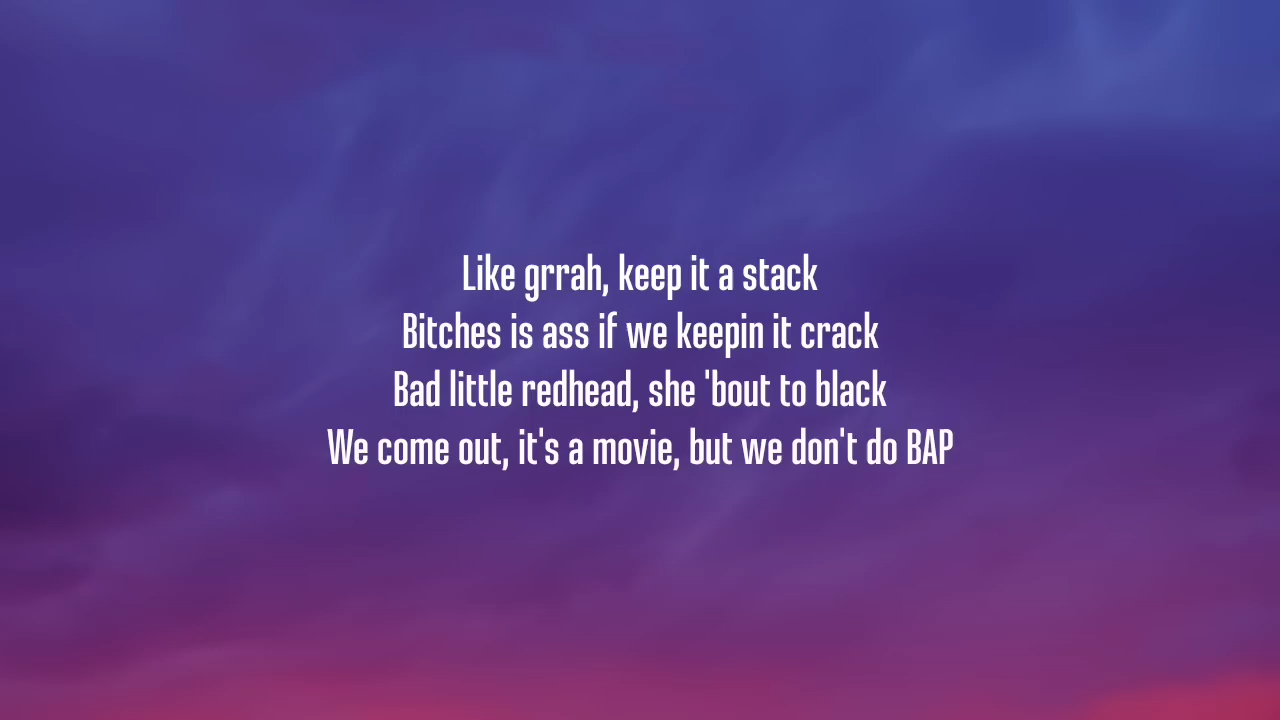 Like grrah, keep it a stack
Bitches is ass if we keepin it crack
Bad little redhead, she 'bout to black
We come out, it's a movie, but we don't do BAP